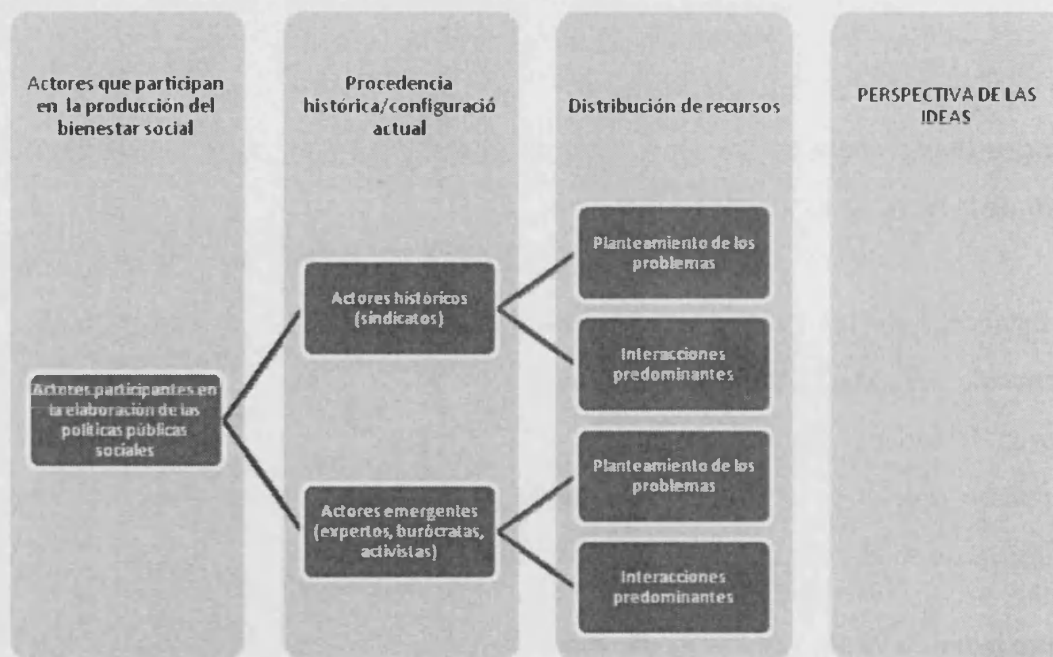 Actores que participan
en la producción del
bienestar social
Procedencia
histórica/configuració
actual
Distribución de recursos
PERSPECTIVA DE LAS
IDEAS
Actores participantes en
la elaboración de las
políticas públicas
sociales
Actores históricos
(sindicatos)
Actores emergentes
(expertos, burócratas,
activistas)
Planteamiento de los
problemas
Interacciones
predominantes
Planteamiento de los
problemas
Interacciones
predominantes